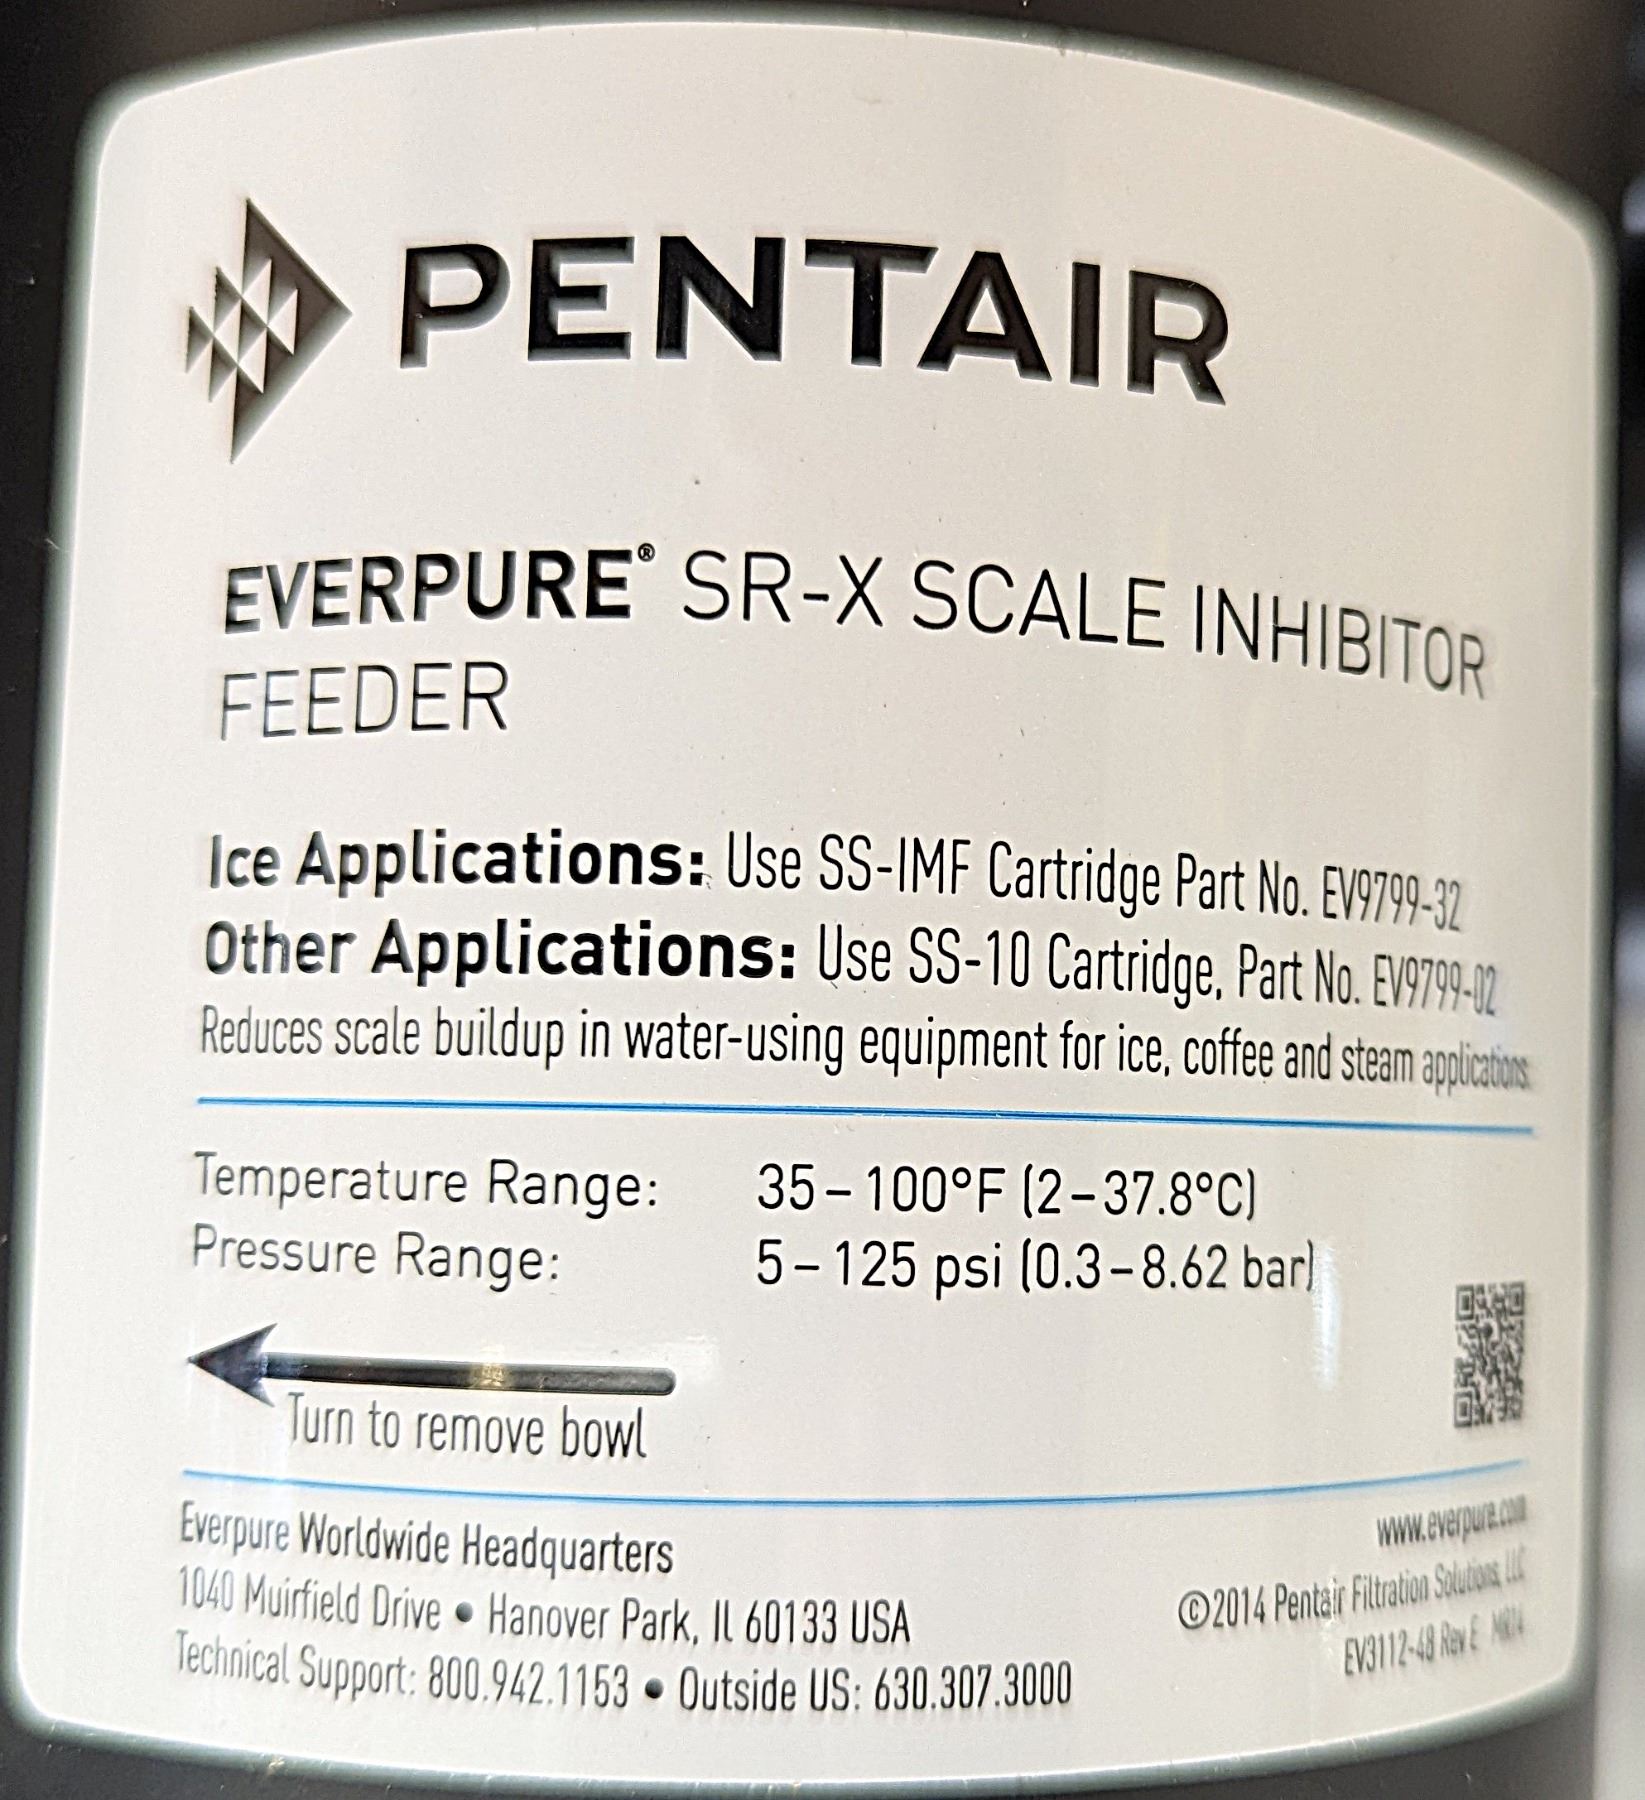 PENTAIR
EVERPURE® SR-X SCALE INHIBITOR
FEEDER
Ice Applications: Use SS-IMF Cartridge Part No. EV9799-32
Other Applications: Use SS-10 Cartridge, Part No. EV9799-02
Reduces scale buildup in water-using equipment for ice, coffee and steam applications.
Temperature Range: 35–100°F (2–37.8°C)
Pressure Range: 5–125 psi (0.3–8.62 bar)
Turn to remove bowl
Everpure Worldwide Headquarters
1040 Muirfield Drive • Hanover Park, IL 60133 USA
Technical Support: 800.942.1153 • Outside US: 630.307.3000
www.everpure.com
©2014 Pentair Filtration Solutions, LLC
EV3112-48 Rev E